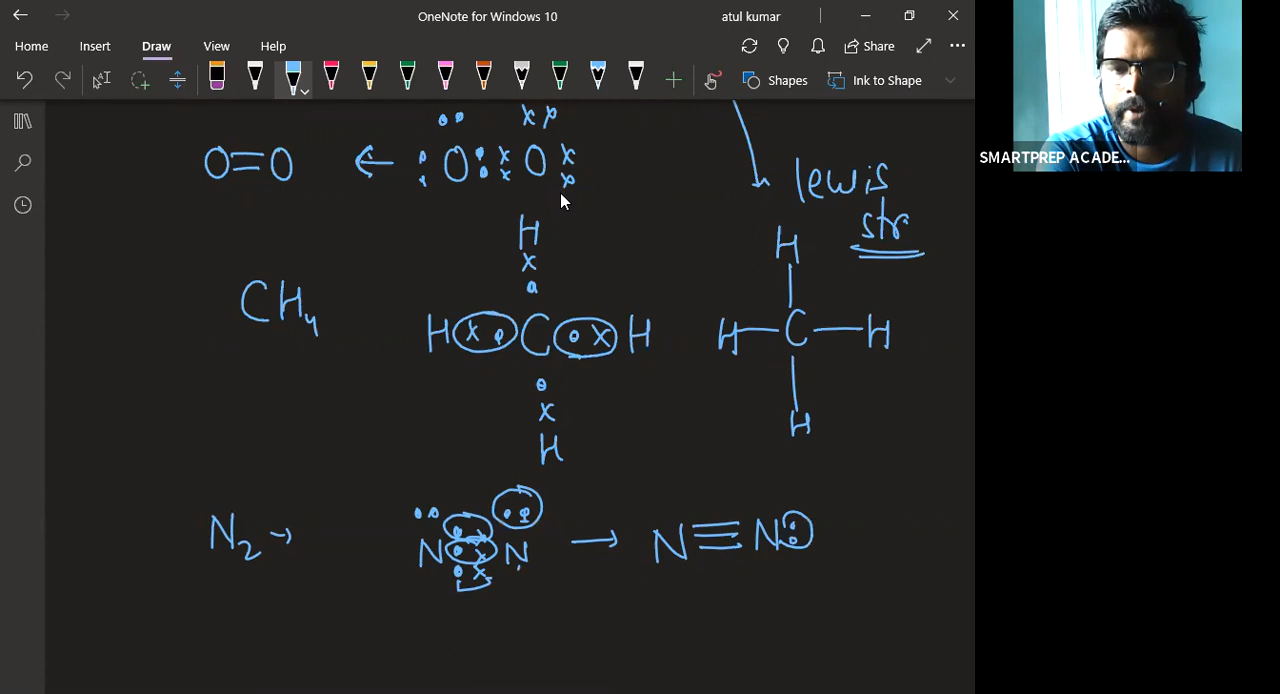 OneNote for Windows 10
atul kumar
Home Insert Draw View Help
Share
Shapes
Ink to Shape
SMARTPREP ACADE...
x x
O=O ← O x x O x x
lewis
str
H
x
CH4
H x C x H
x
H
H
H-C-H
H
N2 →
N x x x N → N≡N: